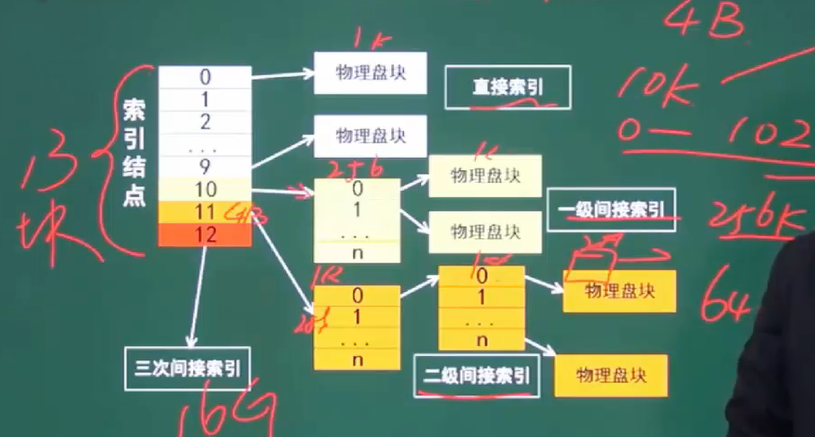 4B
1K
0
物理盘块
直接索引
10K
1
索引结点
2
...
物理盘块
0— 102
13块
9
256
1K
10
0
物理盘块
11
4B
1
一级间接索引
256K
12
...
物理盘块
n
1K
0
0
物理盘块
64
1
1
...
...
三次间接索引
n
n
二级间接索引
物理盘块
16G